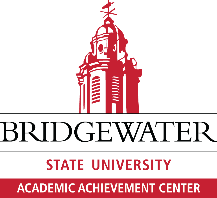 BRIDGEWATER
STATE UNIVERSITY
ACADEMIC ACHIEVEMENT CENTER